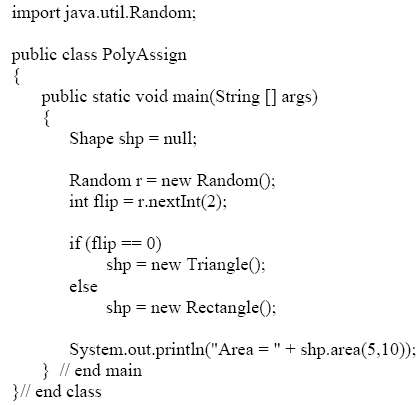 import java.util.Random;
public class PolyAssign
{
public static void main(String [] args)
{
Shape shp = null;
Random r = new Random();
int flip = r.nextInt(2);
if (flip == 0)
shp = new Triangle();
else
shp = new Rectangle();
System.out.println("Area = " + shp.area(5,10));
} // end main
}// end class